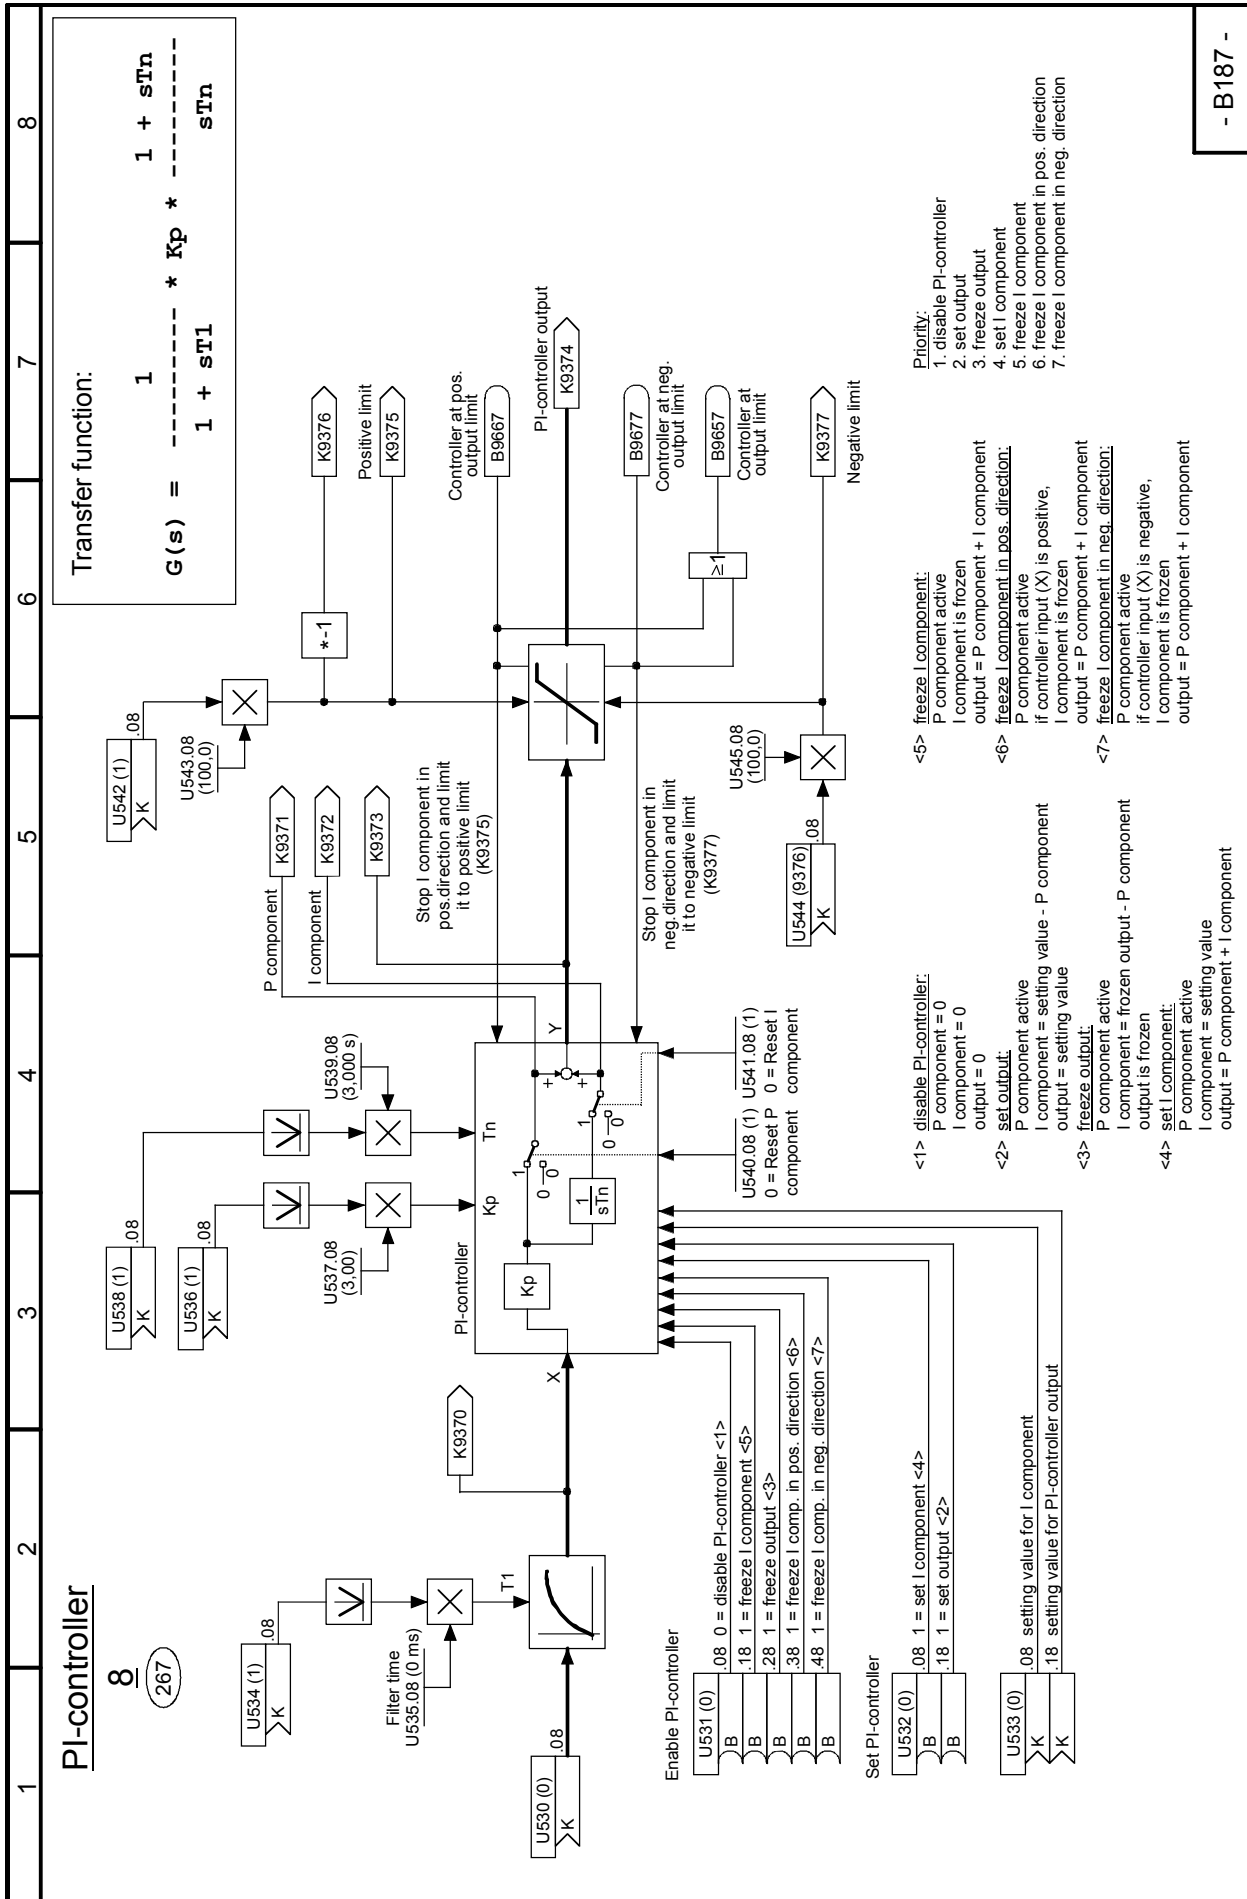 1 2 3 4 5 6 7 8
PI-controller
8
267
Transfer function:
1 1 + sTn
G(s) = -------- * Kp * ----------
1 + sT1 sTn
U534 (1)
K
.08
Filter time
U535.08 (0 ms)
T1
U530 (0)
K
.08
K9370
X
U538 (1)
K
.08
U536 (1)
K
.08
U537.08
(3,00)
U539.08
(3,000 s)
PI-controller
Kp
Tn
Kp
1
sTn
1
0
0
1
0
0
+
+
Y
U540.08 (1)
0 = Reset P
component
U541.08 (1)
0 = Reset I
component
P component
K9371
I component
K9372
K9373
Stop I component in
pos.direction and limit
it to positive limit
(K9375)
Stop I component in
neg.direction and limit
it to negative limit
(K9377)
U542 (1)
K
.08
U543.08
(100,0)
*-1
K9376
Positive limit
K9375
Controller at pos.
output limit
B9667
PI-controller output
K9374
B9677
Controller at neg.
output limit
≥1
B9657
Controller at
output limit
K9377
Negative limit
U545.08
(100,0)
U544 (9376)
K
.08
Enable PI-controller
U531 (0)
B .08 0 = disable PI-controller <1>
B .18 1 = freeze I component <5>
B .28 1 = freeze output <3>
B .38 1 = freeze I comp. in pos. direction <6>
B .48 1 = freeze I comp. in neg. direction <7>
Set PI-controller
U532 (0)
B .08 1 = set I component <4>
B .18 1 = set output <2>
U533 (0)
K .08 setting value for I component
K .18 setting value for PI-controller output
<1> disable PI-controller:
P component = 0
I component = 0
output = 0
<2> set output:
P component active
I component = setting value - P component
output = setting value
<3> freeze output:
P component active
I component = frozen output - P component
output is frozen
<4> set I component:
P component active
I component = setting value
output = P component + I component
<5> freeze I component:
P component active
I component is frozen
output = P component + I component
<6> freeze I component in pos. direction:
P component active
if controller input (X) is positive,
I component is frozen
output = P component + I component
<7> freeze I component in neg. direction:
P component active
if controller input (X) is negative,
I component is frozen
output = P component + I component
Priority:
1. disable PI-controller
2. set output
3. freeze output
4. set I component
5. freeze I component
6. freeze I component in pos. direction
7. freeze I component in neg. direction
- B187 -